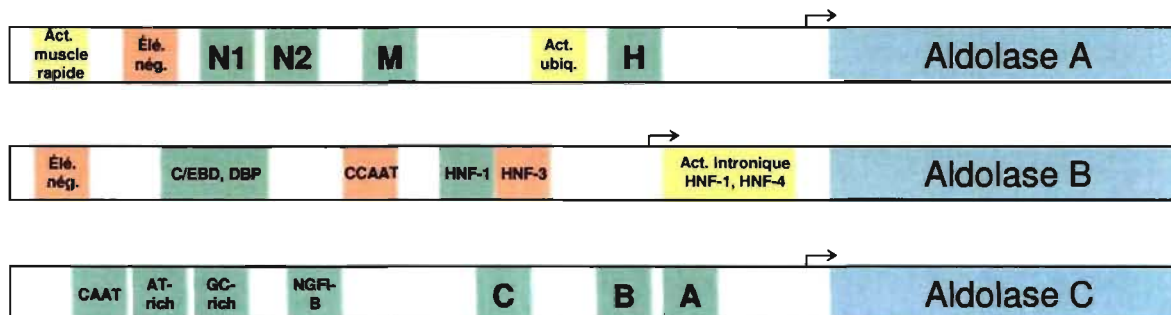 Act. muscle rapide
Élé. nég.
N1
N2
M
Act. ubiq.
H
Aldolase A
Élé. nég.
C/EBD, DBP
CCAAT
HNF-1
HNF-3
Act. Intronique
HNF-1, HNF-4
Aldolase B
CAAT
AT-rich
GC-rich
NGFI-B
C
B
A
Aldolase C